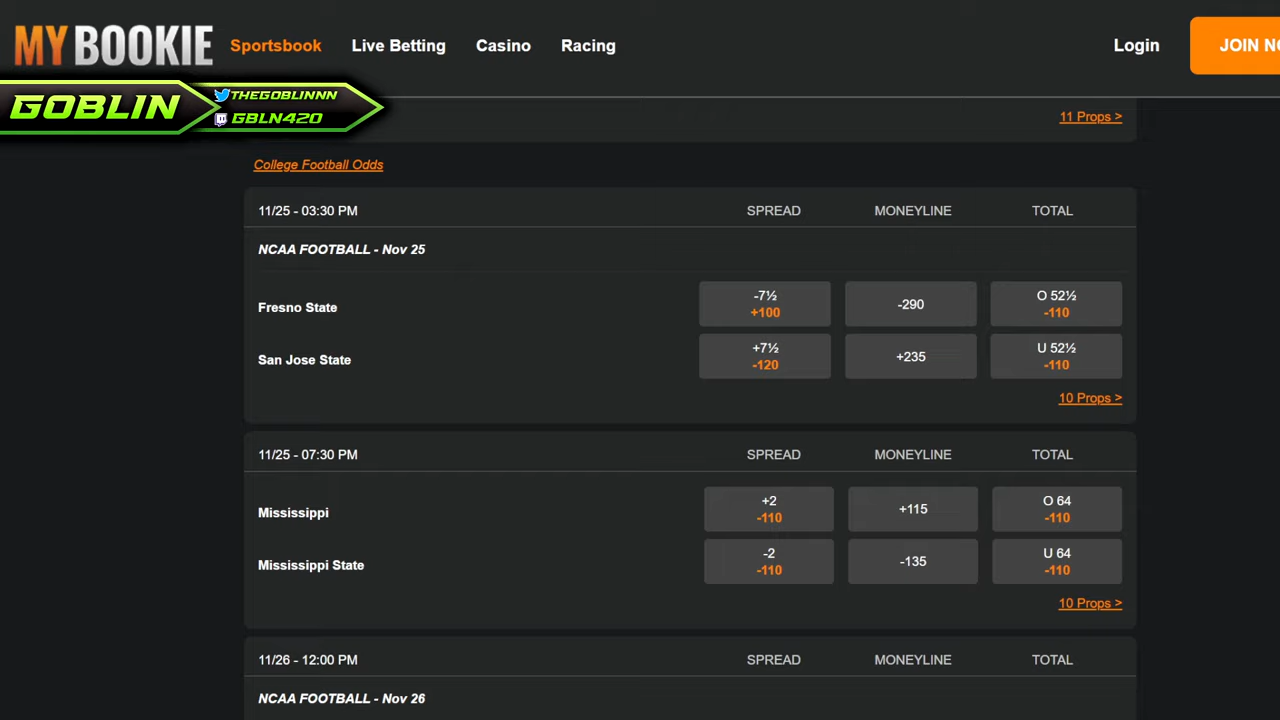 MY BOOKIE Sportsbook Live Betting Casino Racing Login JOIN NO
GOBLIN
THEGOBLINNN
GBLN420
11 Props >
College Football Odds
11/25 - 03:30 PM SPREAD MONEYLINE TOTAL
NCAA FOOTBALL - Nov 25
Fresno State -7½ +100 -290 O 52½ -110
San Jose State +7½ -120 +235 U 52½ -110
10 Props >
11/25 - 07:30 PM SPREAD MONEYLINE TOTAL
Mississippi +2 -110 +115 O 64 -110
Mississippi State -2 -110 -135 U 64 -110
10 Props >
11/26 - 12:00 PM SPREAD MONEYLINE TOTAL
NCAA FOOTBALL - Nov 26